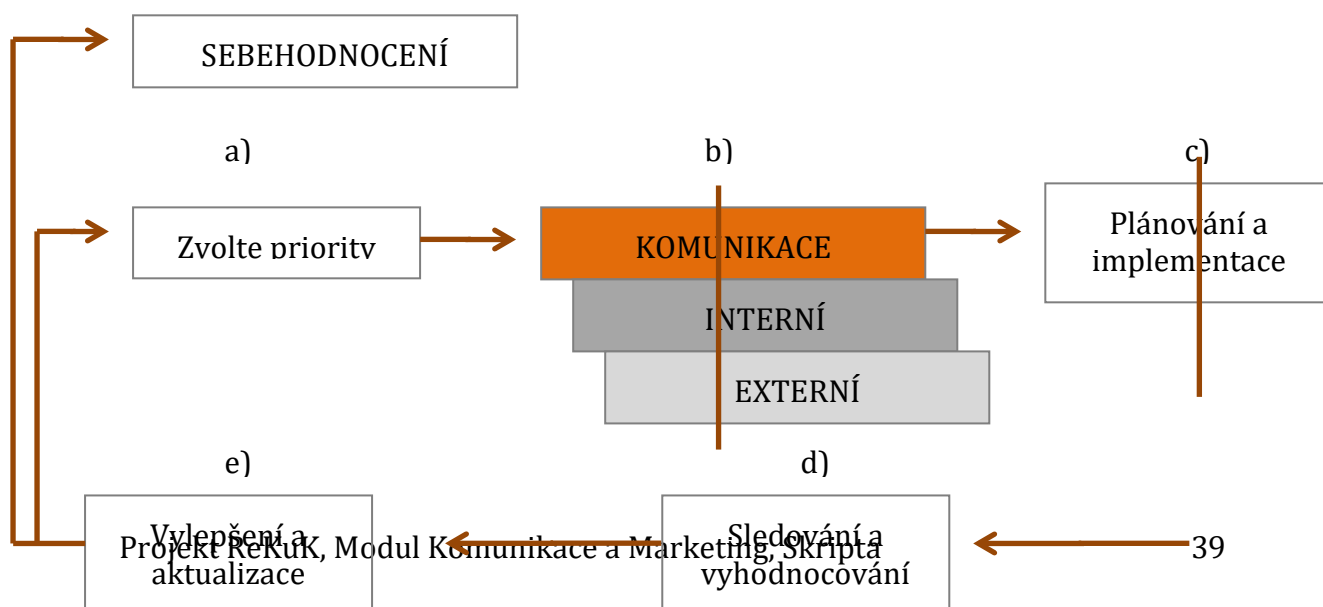 SEBEHODNOCENÍ
a)
b)
c)
Zvolte priority
KOMUNIKACE
Plánování a
implementace
INTERNÍ
EXTERNÍ
e)
d)
Vylepšení a
aktualizace
Sledování a
vyhodnocování
Projekt ReKuK, Modul Komunikace a Marketing, Skripta
39